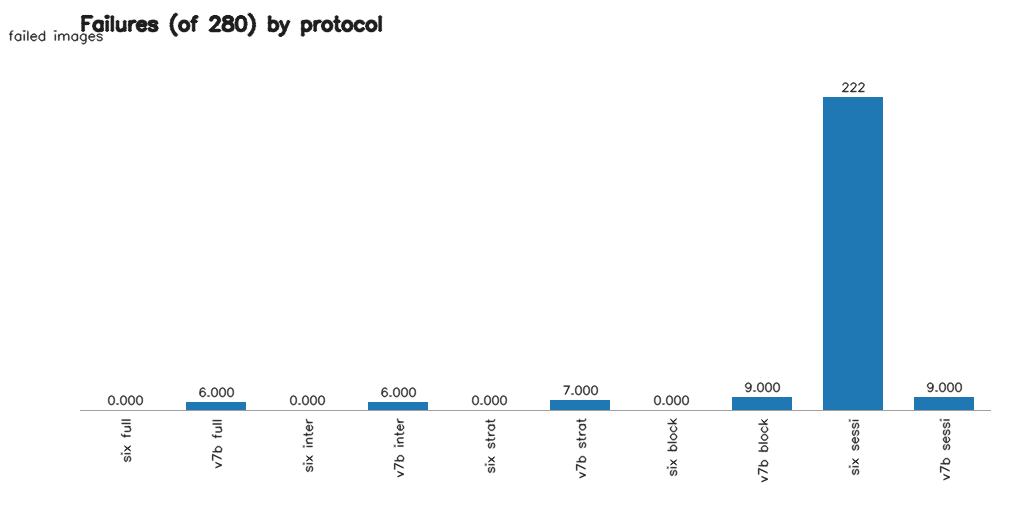 Failures (of 280) by protocol
failed images
222
0.000
6.000
0.000
6.000
0.000
7.000
0.000
9.000
9.000
six full
v7b full
six inter
v7b inter
six strat
v7b strat
six block
v7b block
six sessi
v7b sessi